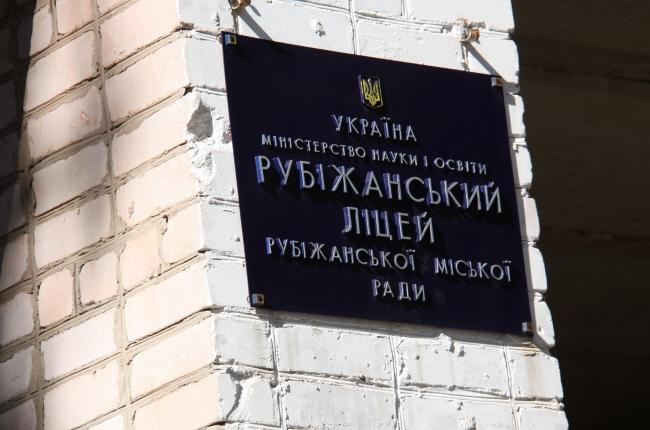 УКРАЇНА
МІНІСТЕРСТВО НАУКИ І ОСВІТИ
РУБІЖАНСЬКИЙ
ЛІЦЕЙ
РУБІЖАНСЬКОЇ МІСЬКОЇ
РАДИ